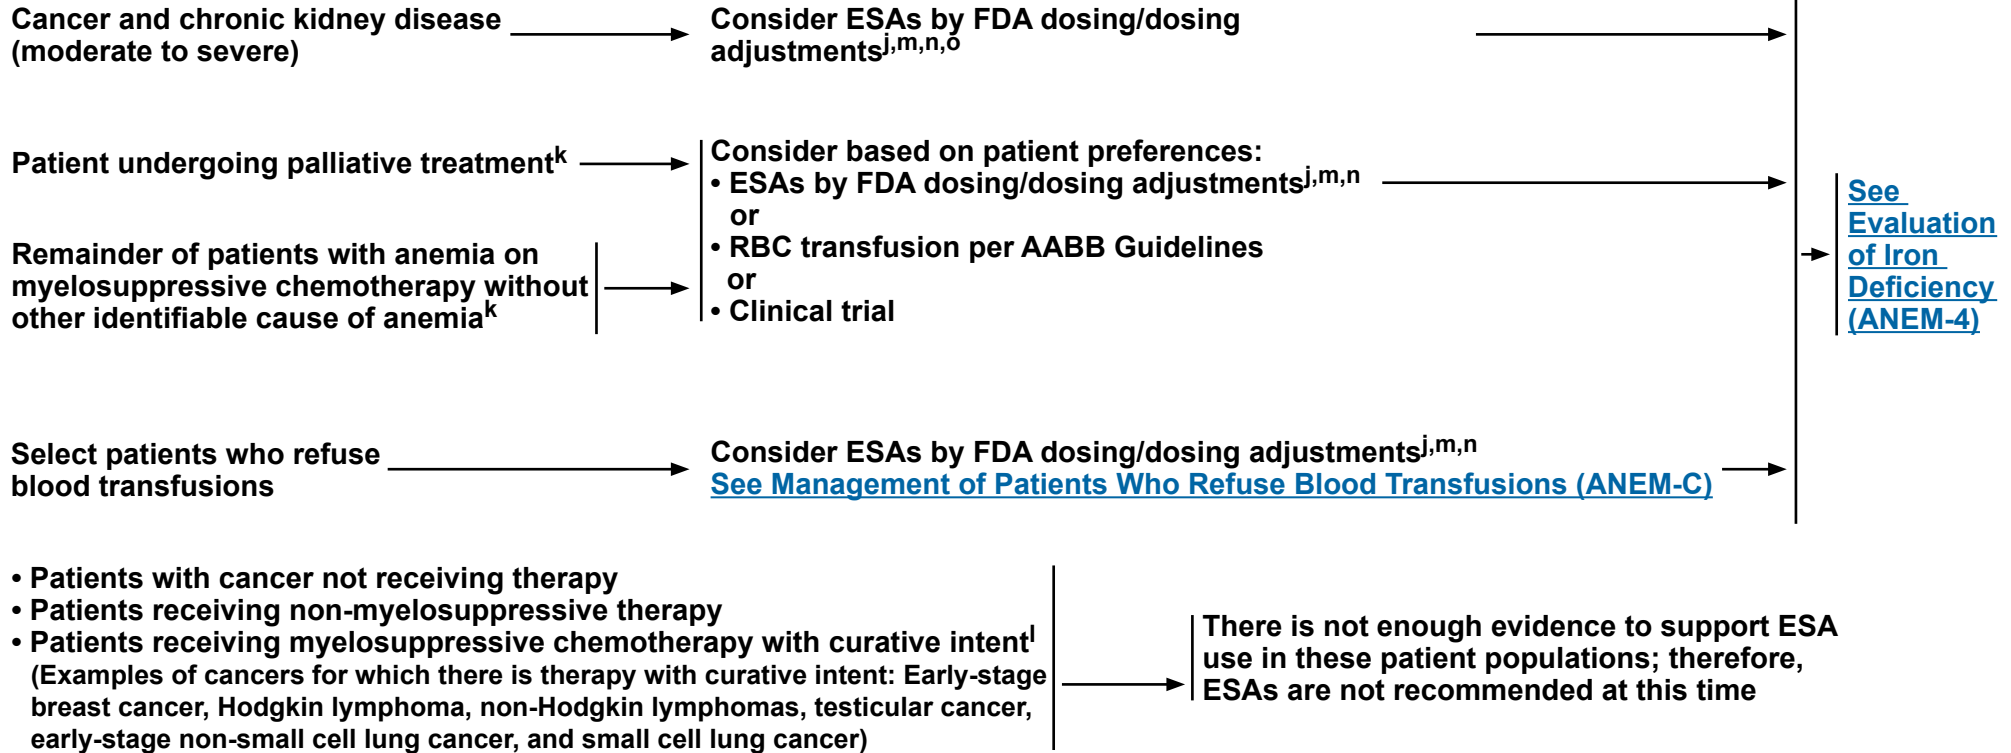 Cancer and chronic kidney disease
(moderate to severe)
Consider ESAs by FDA dosing/dosing
adjustmentsj,m,n,o
Patient undergoing palliative treatmentk
Remainder of patients with anemia on
myelosuppressive chemotherapy without
other identifiable cause of anemiak
Consider based on patient preferences:
• ESAs by FDA dosing/dosing adjustmentsj,m,n
or
• RBC transfusion per AABB Guidelines
or
• Clinical trial
See
Evaluation
of Iron
Deficiency
(ANEM-4)
Select patients who refuse
blood transfusions
Consider ESAs by FDA dosing/dosing adjustmentsj,m,n
See Management of Patients Who Refuse Blood Transfusions (ANEM-C)
• Patients with cancer not receiving therapy
• Patients receiving non-myelosuppressive therapy
• Patients receiving myelosuppressive chemotherapy with curative intentl
(Examples of cancers for which there is therapy with curative intent: Early-stage
breast cancer, Hodgkin lymphoma, non-Hodgkin lymphomas, testicular cancer,
early-stage non-small cell lung cancer, and small cell lung cancer)
There is not enough evidence to support ESA
use in these patient populations; therefore,
ESAs are not recommended at this time